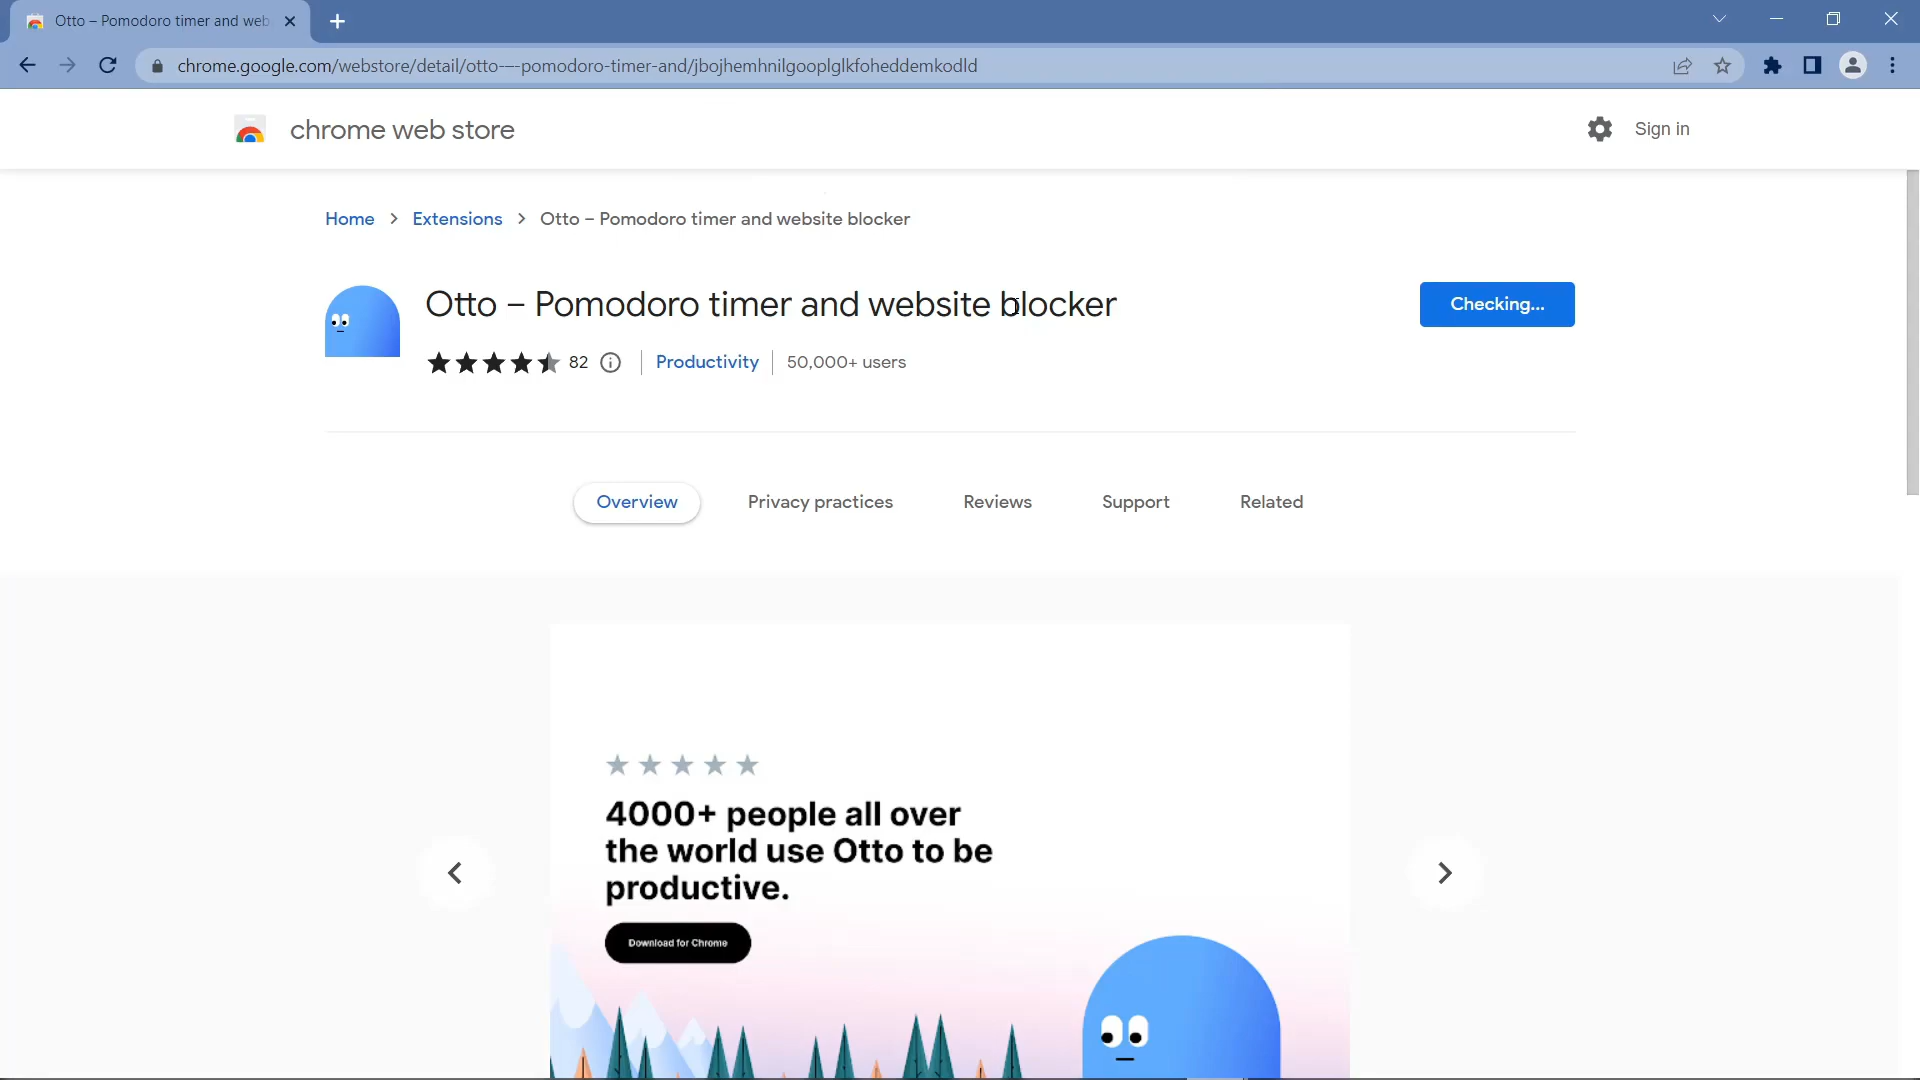 Otto – Pomodoro timer and web
chrome.google.com/webstore/detail/otto-–-pomodoro-timer-and/jbojhemhnilgooplglkfoheddemkodld
chrome web store
Sign in
Home > Extensions > Otto – Pomodoro timer and website blocker
Otto – Pomodoro timer and website blocker
Checking...
82
Productivity
50,000+ users
Overview
Privacy practices
Reviews
Support
Related
4000+ people all over
the world use Otto to be
productive.
Download for Chrome